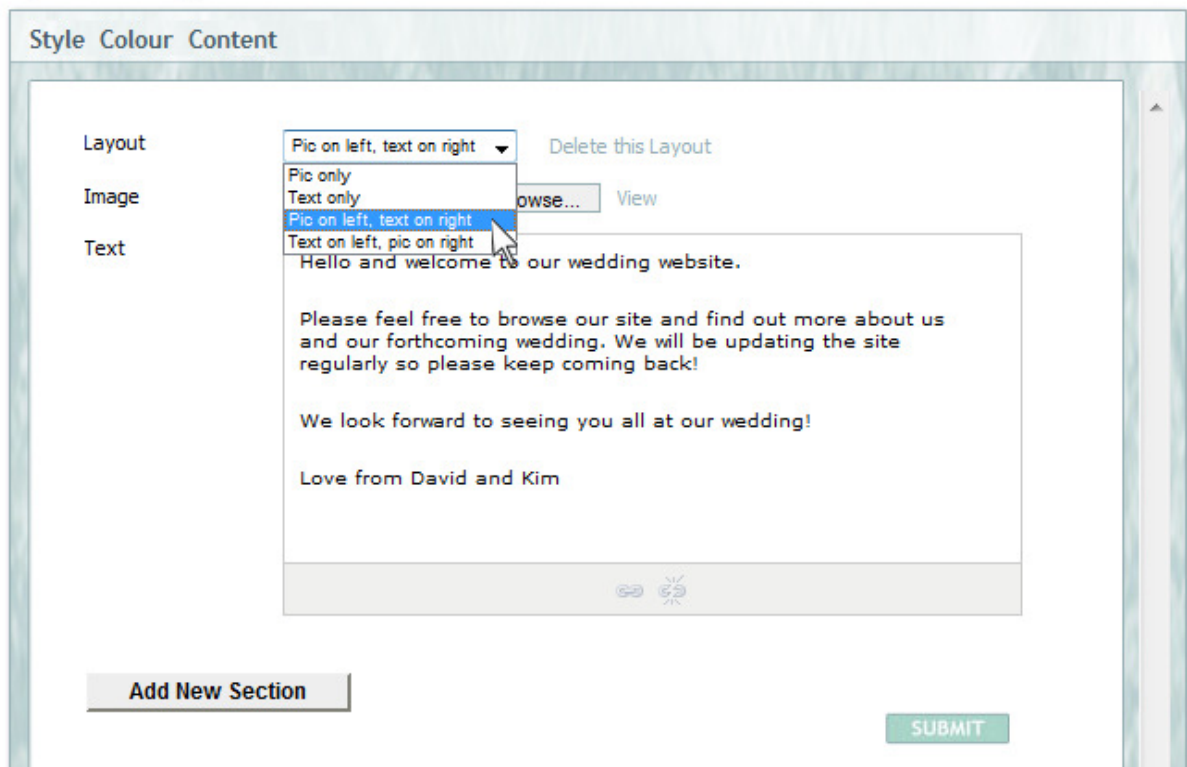 Style Colour Content
Layout
Pic on left, text on right
Delete this Layout
Pic only
Text only
Pic on left, text on right
Text on left, pic on right
Image
View
Text
Hello and welcome to our wedding website.
Please feel free to browse our site and find out more about us
and our forthcoming wedding. We will be updating the site
regularly so please keep coming back!
We look forward to seeing you all at our wedding!
Love from David and Kim
Add New Section
SUBMIT